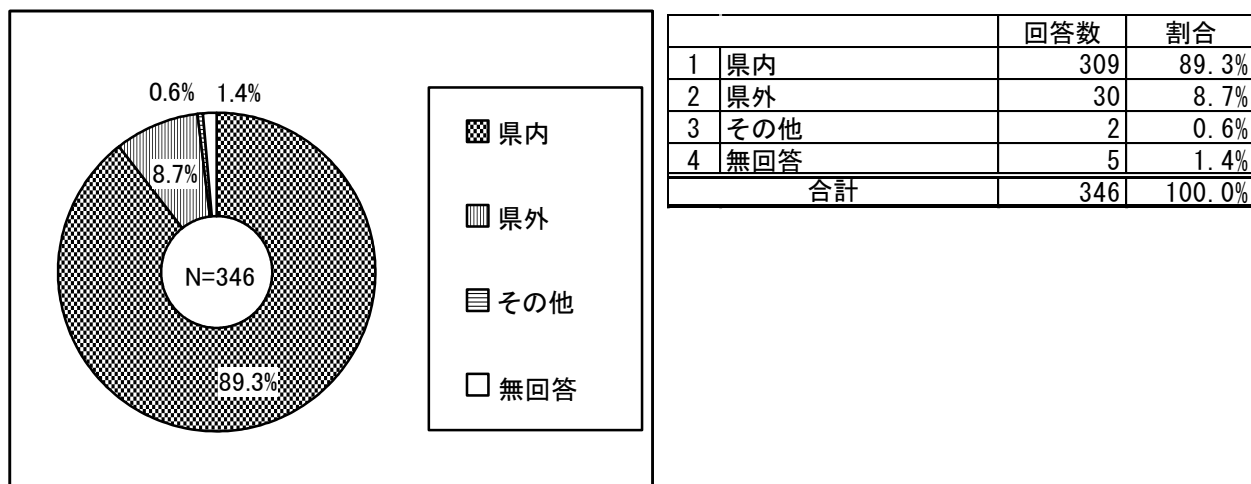 0.6%
1.4%
8.7%
N=346
89.3%
県内
県外
その他
無回答
回答数 割合
1 県内 309 89.3%
2 県外 30 8.7%
3 その他 2 0.6%
4 無回答 5 1.4%
合計 346 100.0%